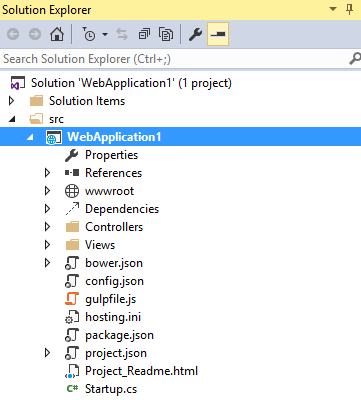 Solution Explorer
Search Solution Explorer (Ctrl+;)
Solution 'WebApplication1' (1 project)
Solution Items
src
WebApplication1
Properties
References
wwwroot
Dependencies
Controllers
Views
bower.json
config.json
gulpfile.js
hosting.ini
package.json
project.json
Project_Readme.html
C# Startup.cs